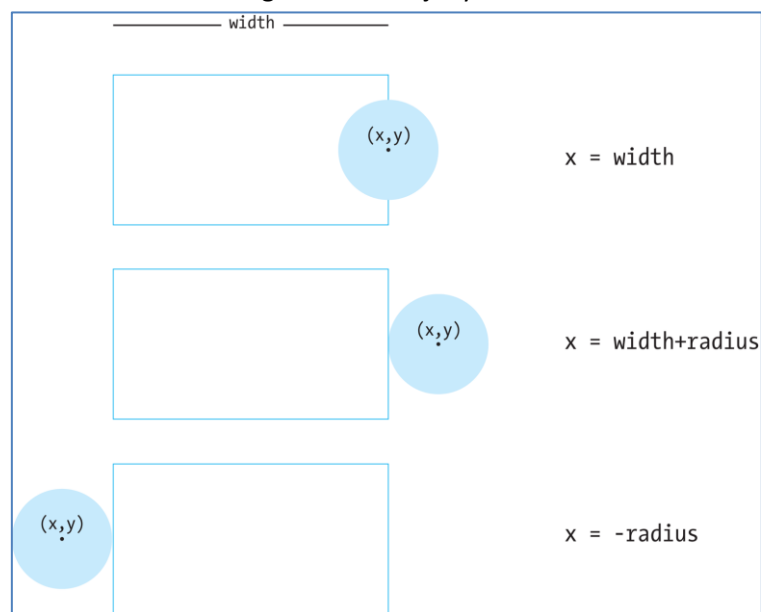 width
(x,y)
x = width
(x,y)
x = width+radius
(x,y)
x = -radius